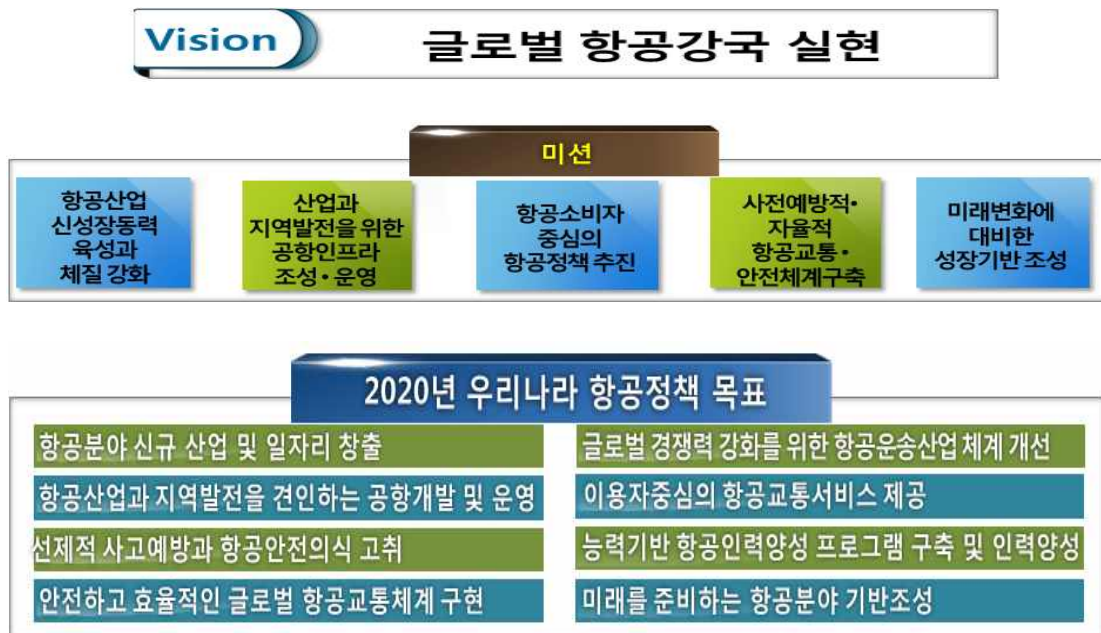 Vision
글로벌 항공강국 실현
미션
항공산업
신성장동력
육성과
체질 강화
산업과
지역발전을 위한
공항인프라
조성·운영
항공소비자
중심의
항공정책 추진
사전예방적·
자율적
항공교통·
안전체계구축
미래변화에
대비한
성장기반 조성
2020년 우리나라 항공정책 목표
항공분야 신규 산업 및 일자리 창출
글로벌 경쟁력 강화를 위한 항공운송산업 체계 개선
항공산업과 지역발전을 견인하는 공항개발 및 운영
이용자중심의 항공교통서비스 제공
선제적 사고예방과 항공안전의식 고취
능력기반 항공인력양성 프로그램 구축 및 인력양성
안전하고 효율적인 글로벌 항공교통체계 구현
미래를 준비하는 항공분야 기반조성